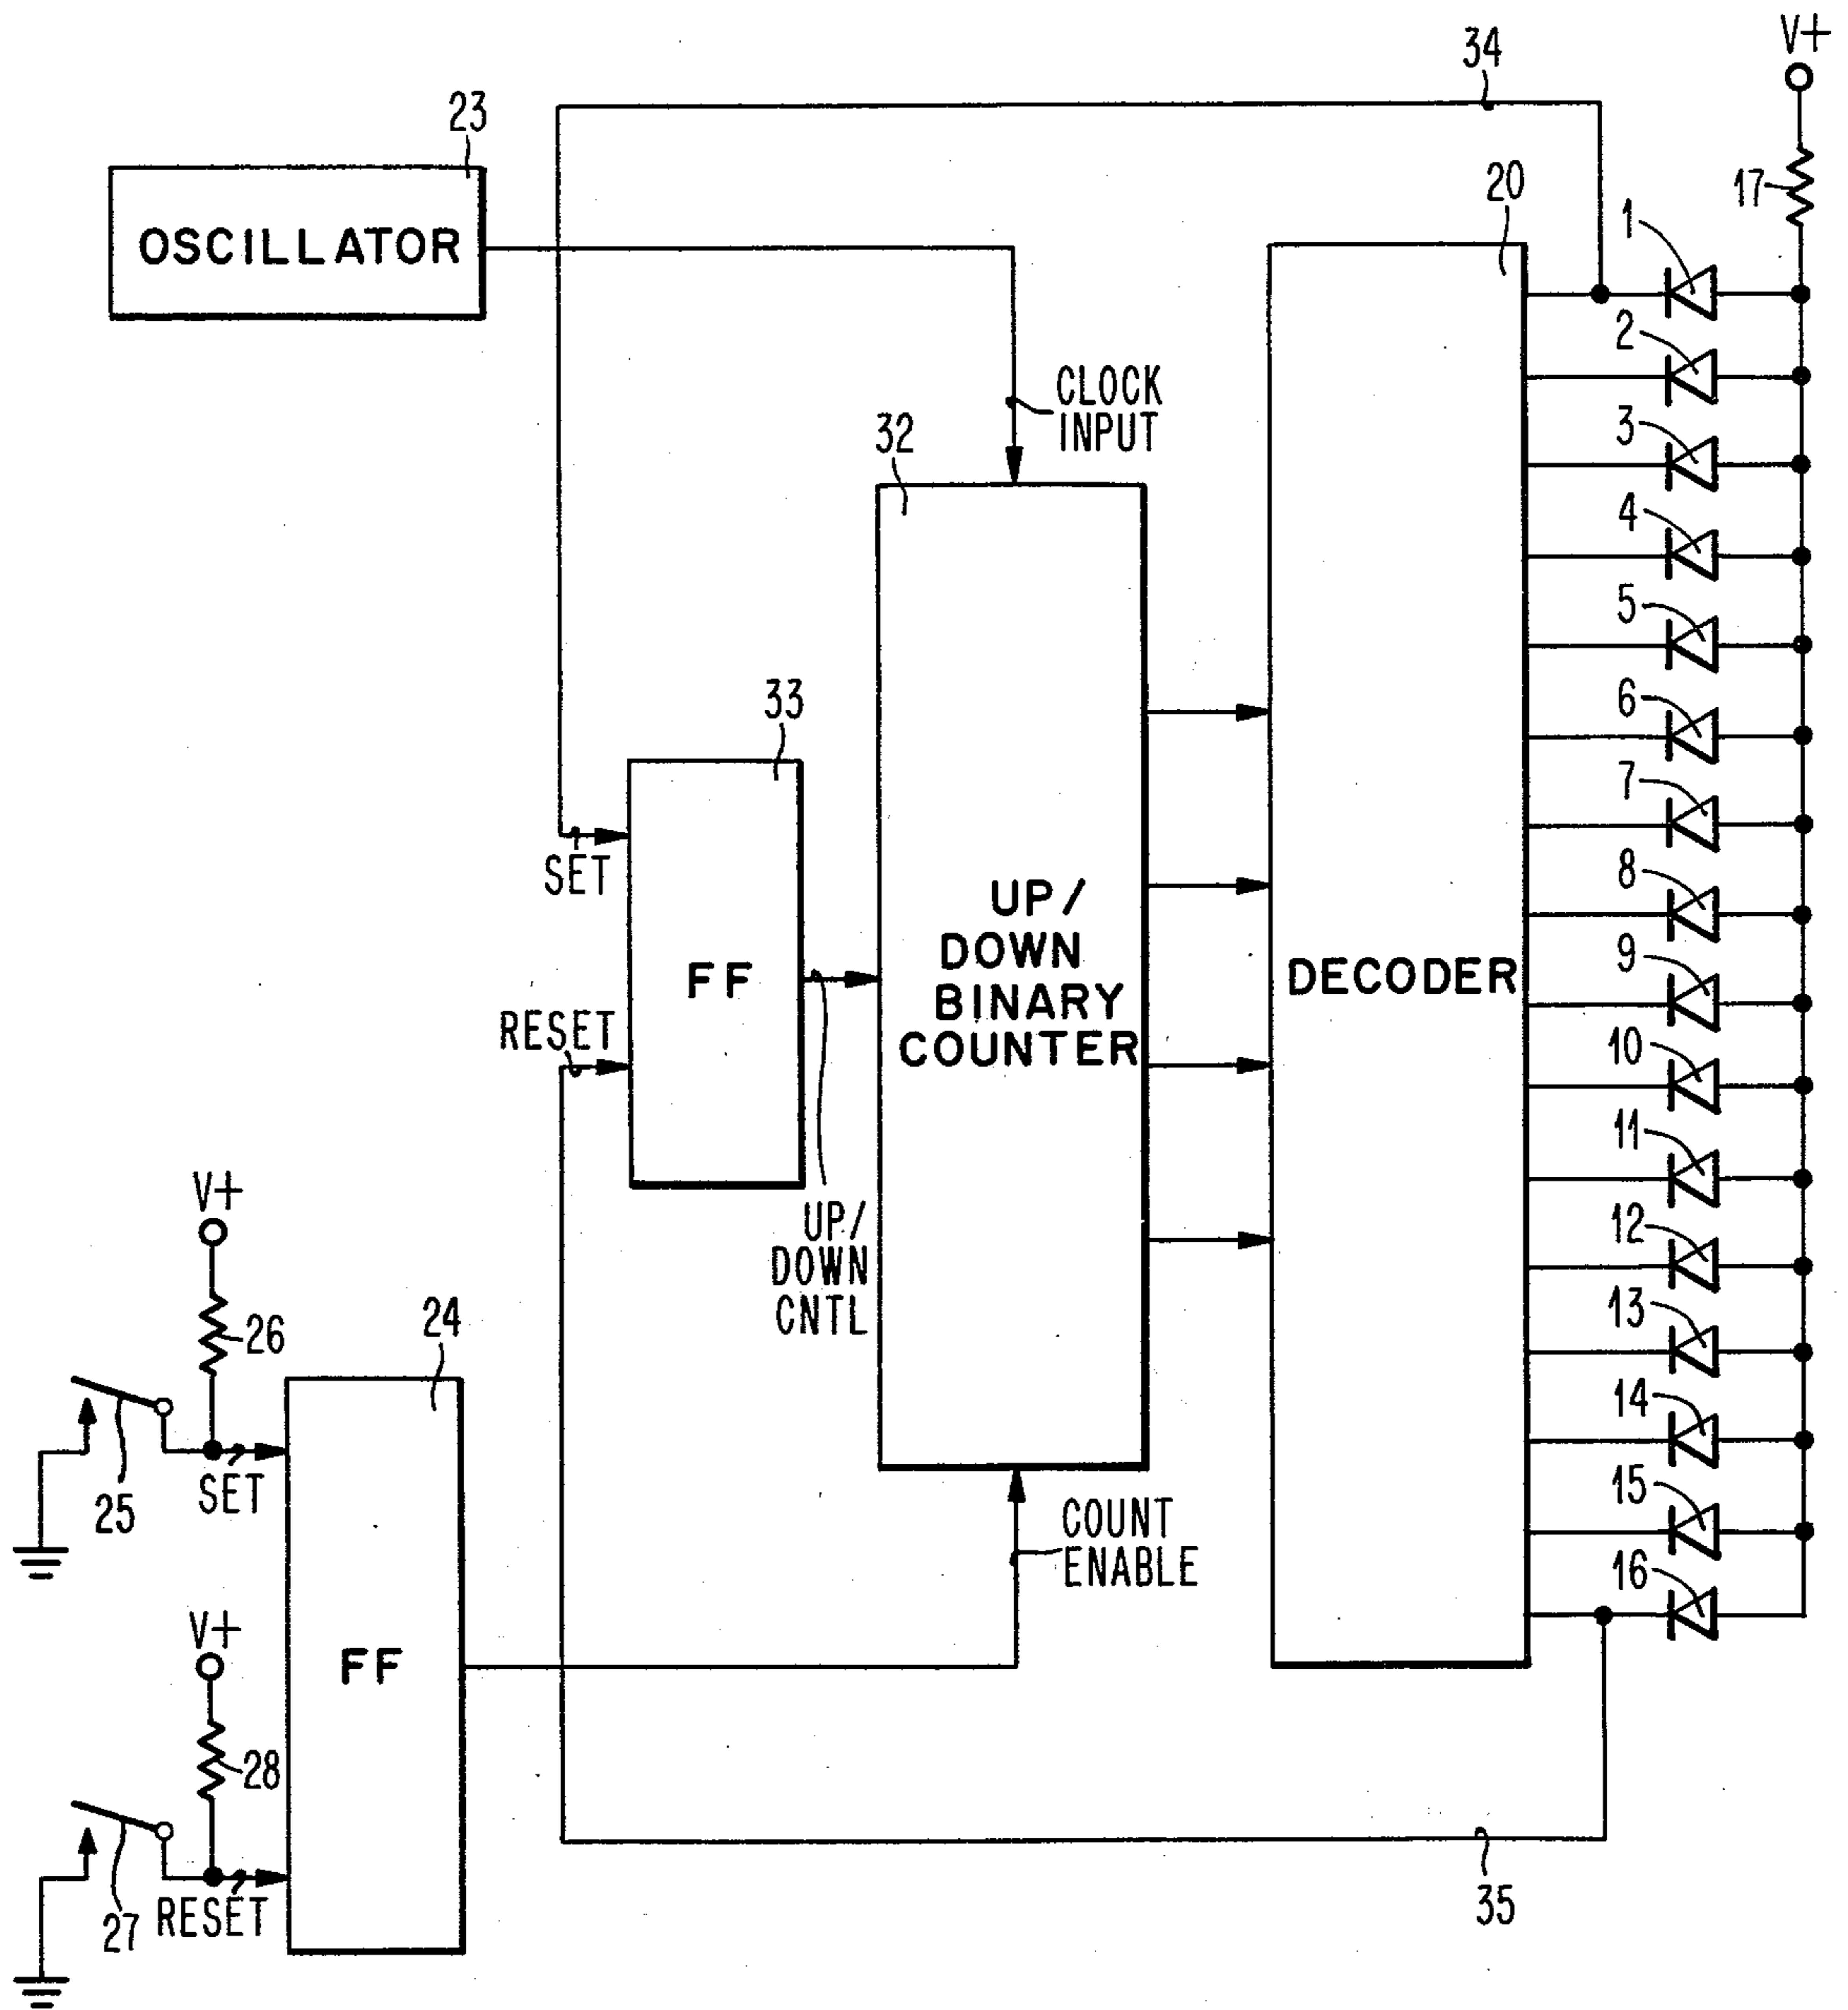 V+
34
23
17
20
OSCILLATOR
1
2
CLOCK
INPUT
32
3
4
5
33
6
7
SET
8
UP/
DOWN
BINARY
COUNTER
FF
DECODER
9
RESET
10
11
V+
UP/
DOWN
CNTL
12
13
24
26
14
25
SET
COUNT
ENABLE
15
16
V+
FF
28
27
RESET
35